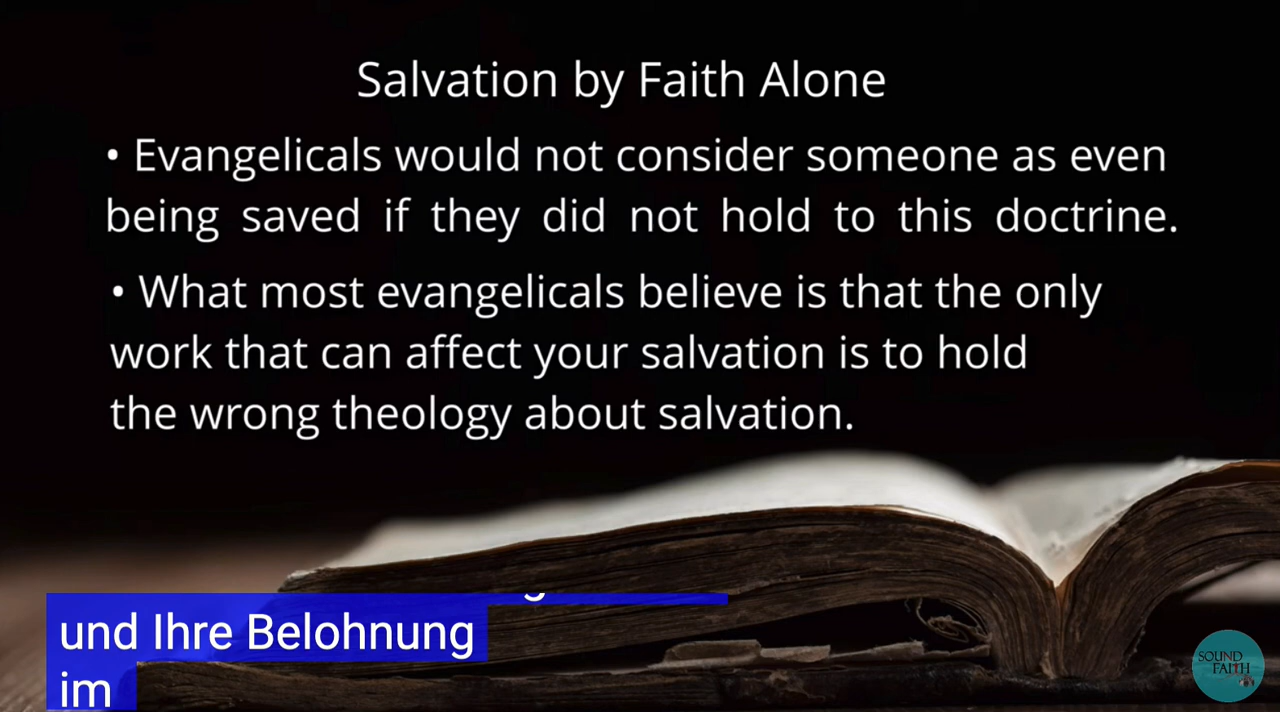 Salvation by Faith Alone
• Evangelicals would not consider someone as even
being saved if they did not hold to this doctrine.
• What most evangelicals believe is that the only
work that can affect your salvation is to hold
the wrong theology about salvation.
und Ihre Belohnung
im
SOUND
FAITH